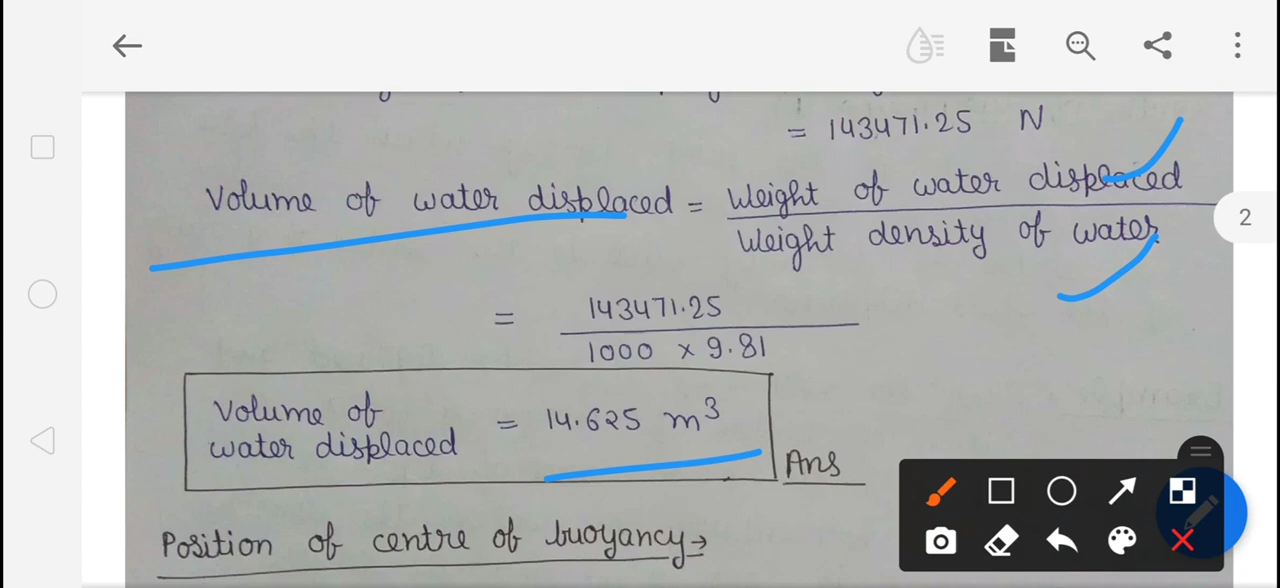 = 143471.25 N
Volume of water displaced = Weight of water displaced
Weight density of water
2
= 143471.25
1000 x 9.81
Volume of
water displaced = 14.625 m³
Ans
Position of centre of buoyancy→